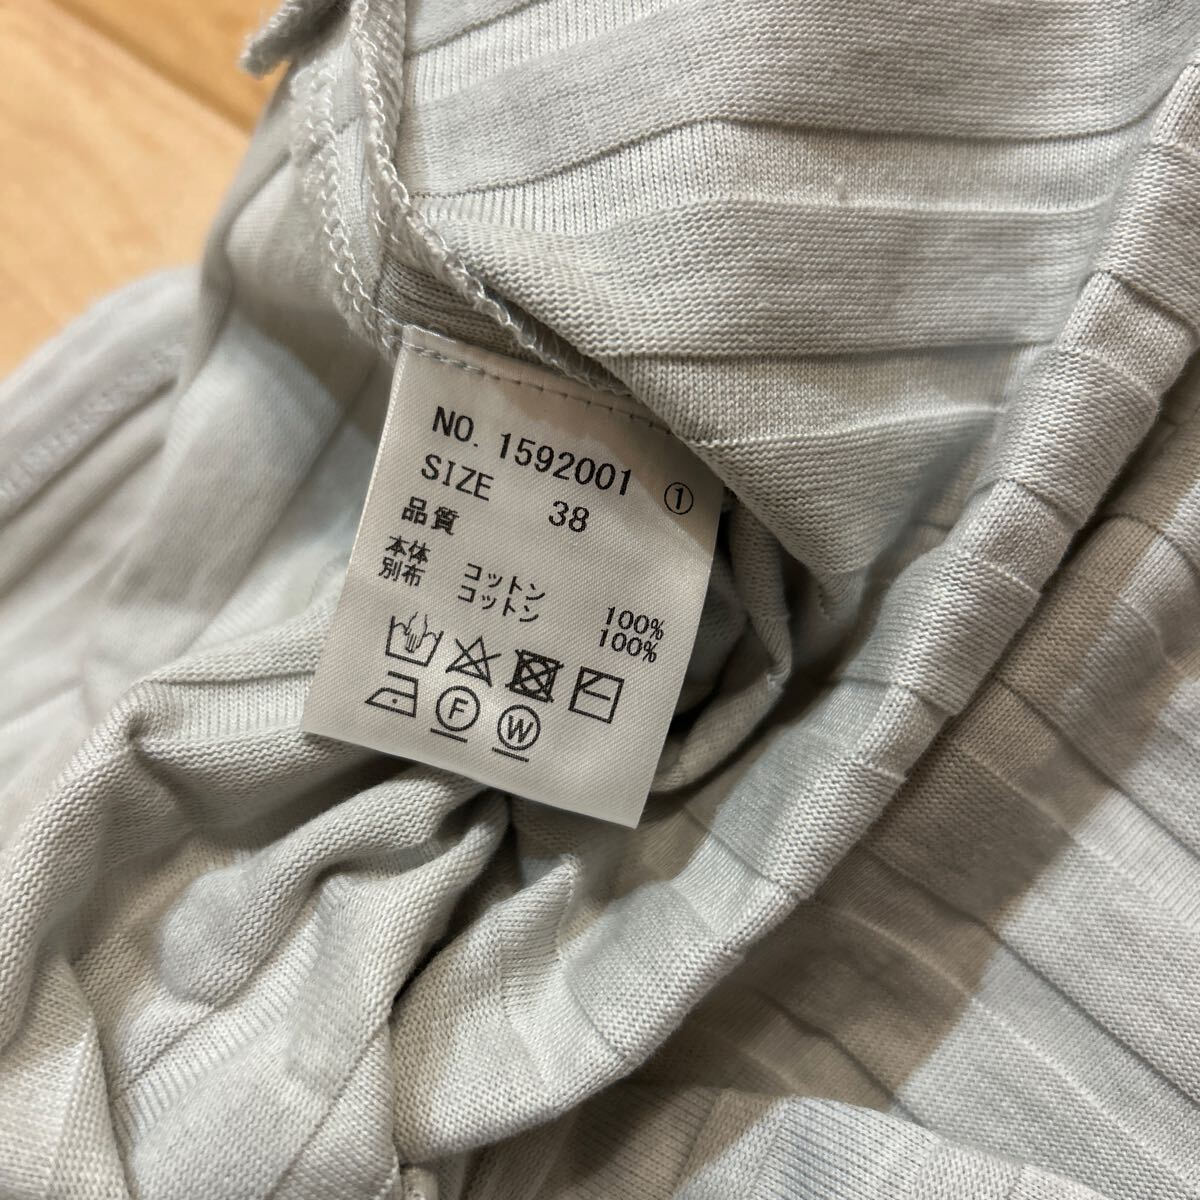 NO. 1592001 ①
SIZE 38
品質
本体 コットン 100%
別布 コットン 100%
F W